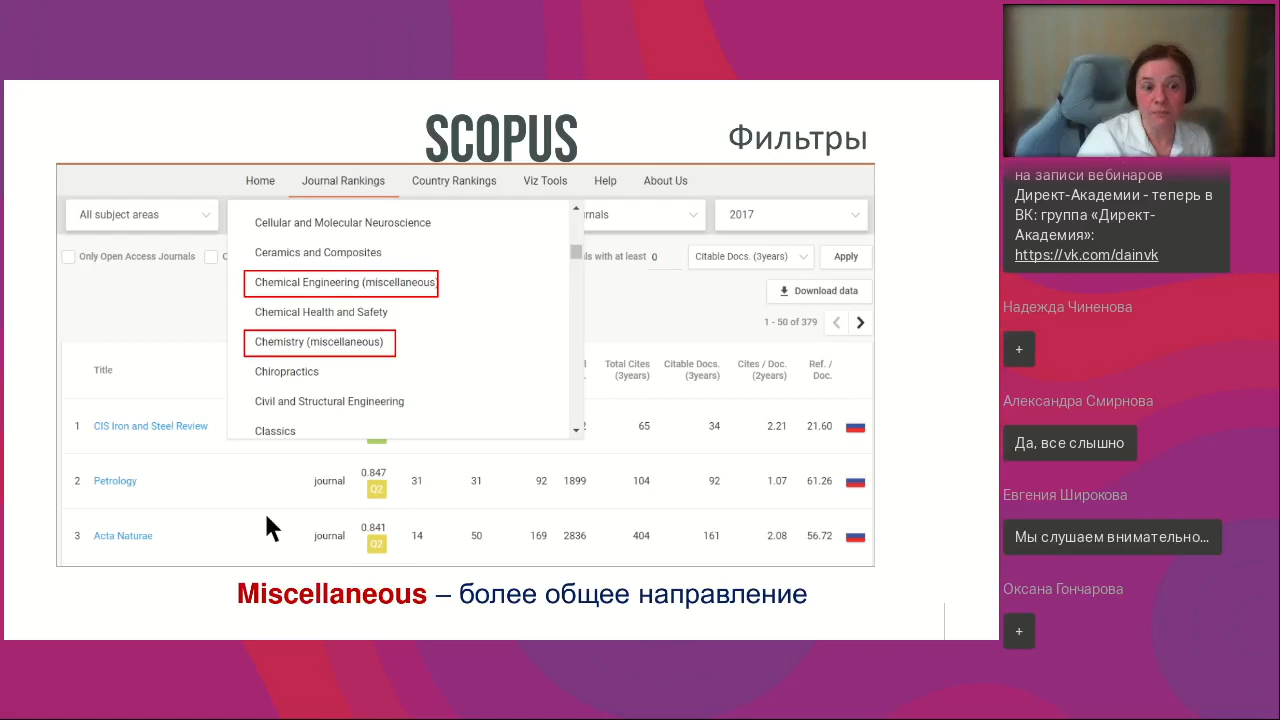 SCOPUS
Фильтры
Home Journal Rankings Country Rankings Viz Tools Help About Us
All subject areas
rnals
2017
Cellular and Molecular Neuroscience
Ceramics and Composites
Chemical Engineering (miscellaneous)
Chemical Health and Safety
Chemistry (miscellaneous)
Chiropractics
Civil and Structural Engineering
Classics
Only Open Access Journals
ls with at least 0
Citable Docs. (3years)
Apply
Download data
1 - 50 of 379
Title
Total Cites (3years)
Citable Docs. (3years)
Cites / Doc. (2years)
Ref. / Doc.
1 CIS Iron and Steel Review 2 65 34 2.21 21.60
2 Petrology journal 0.847 Q2 31 31 92 1899 104 92 1.07 61.26
3 Acta Naturae journal 0.841 Q2 14 50 169 2836 404 161 2.08 56.72
Miscellaneous – более общее направление
на записи вебинаров
Директ-Академии - теперь в
ВК: группа «Директ-
Академия»:
https://vk.com/dainvk
Надежда Чиненова
+
Александра Смирнова
Да, все слышно
Евгения Широкова
Мы слушаем внимательно...
Оксана Гончарова
+